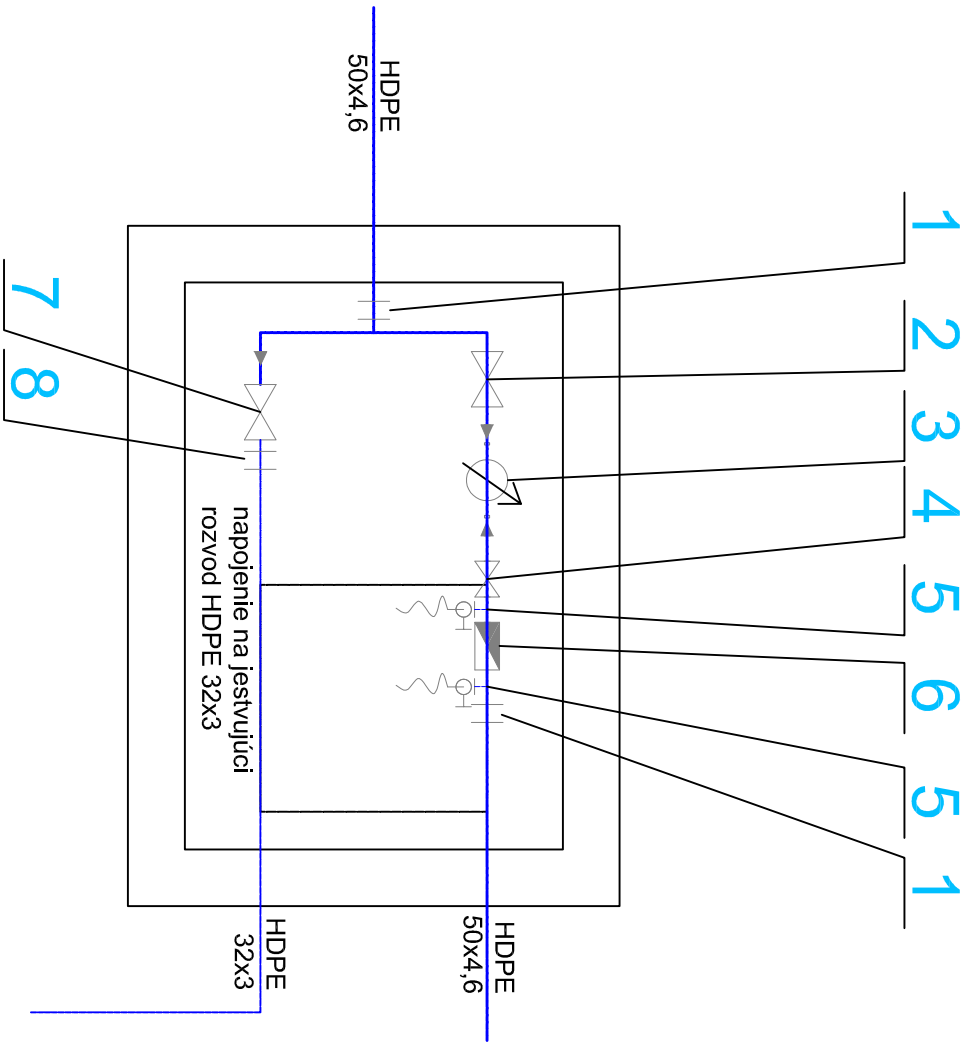 HDPE
50x4,6
1
2
3
4
5
6
5
1
7
8
napojenie na jestvujúci
rozvod HDPE 32x3
HDPE
50x4,6
HDPE
32x3